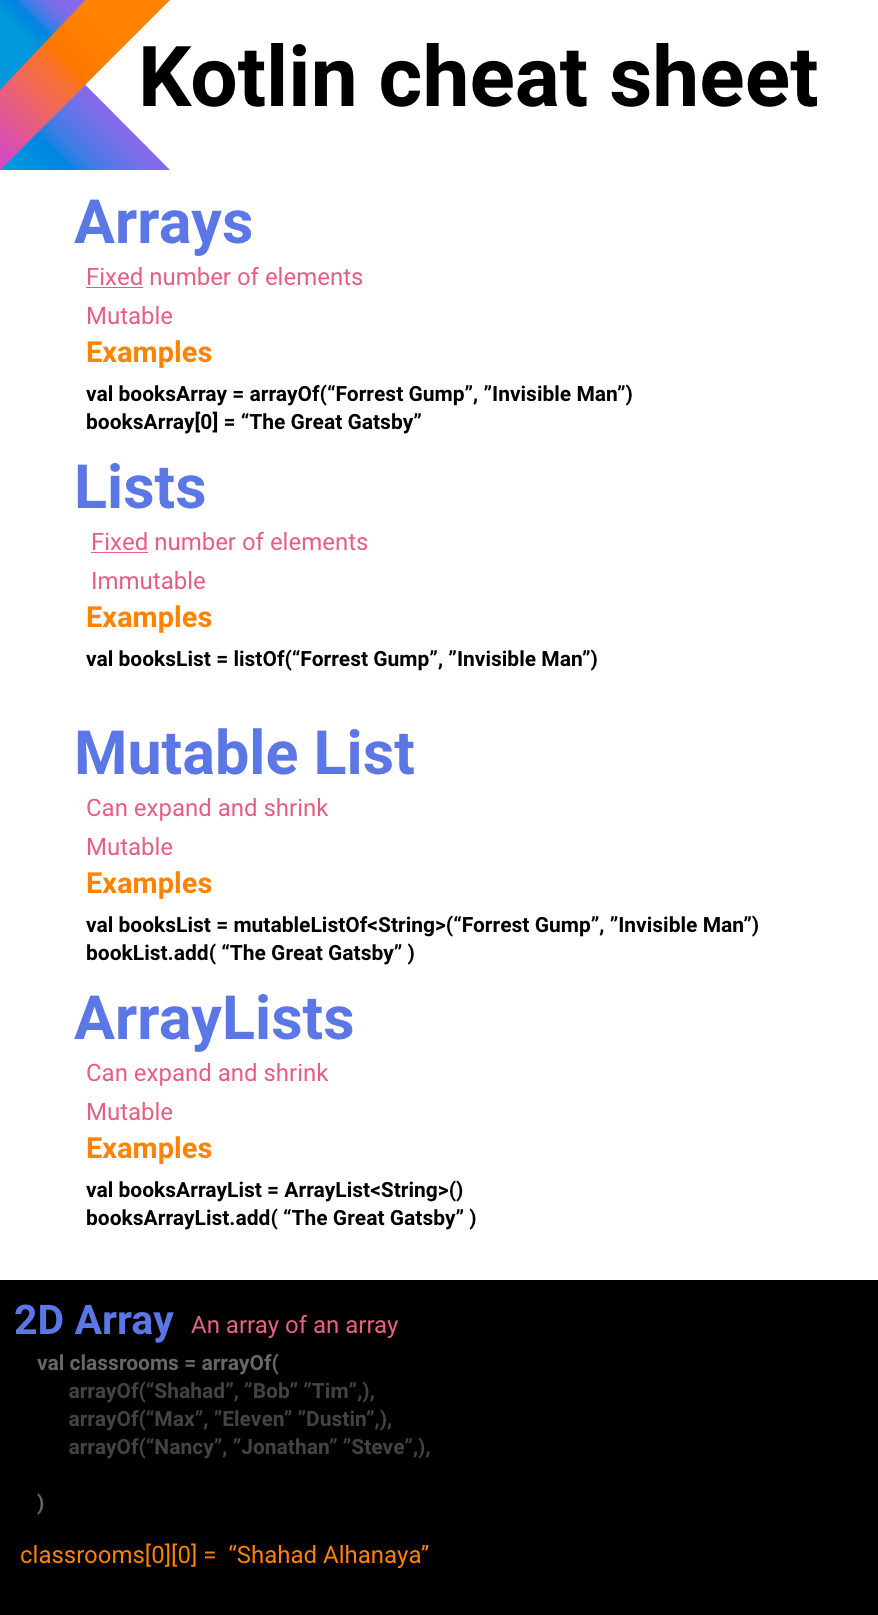 Kotlin cheat sheet
Arrays
Fixed number of elements
Mutable
Examples
val booksArray = arrayOf(“Forrest Gump”, ”Invisible Man”)
booksArray[0] = “The Great Gatsby”
Lists
Fixed number of elements
Immutable
Examples
val booksList = listOf(“Forrest Gump”, ”Invisible Man”)
Mutable List
Can expand and shrink
Mutable
Examples
val booksList = mutableListOf<String>(“Forrest Gump”, ”Invisible Man”)
bookList.add( “The Great Gatsby” )
ArrayLists
Can expand and shrink
Mutable
Examples
val booksArrayList = ArrayList<String>()
booksArrayList.add( “The Great Gatsby” )
2D Array An array of an array
val classrooms = arrayOf(
arrayOf(“Shahad”, ”Bob” ”Tim”,),
arrayOf(“Max”, ”Eleven” ”Dustin”,),
arrayOf(“Nancy”, ”Jonathan” ”Steve”,),
)
classrooms[0][0] = “Shahad Alhanaya”